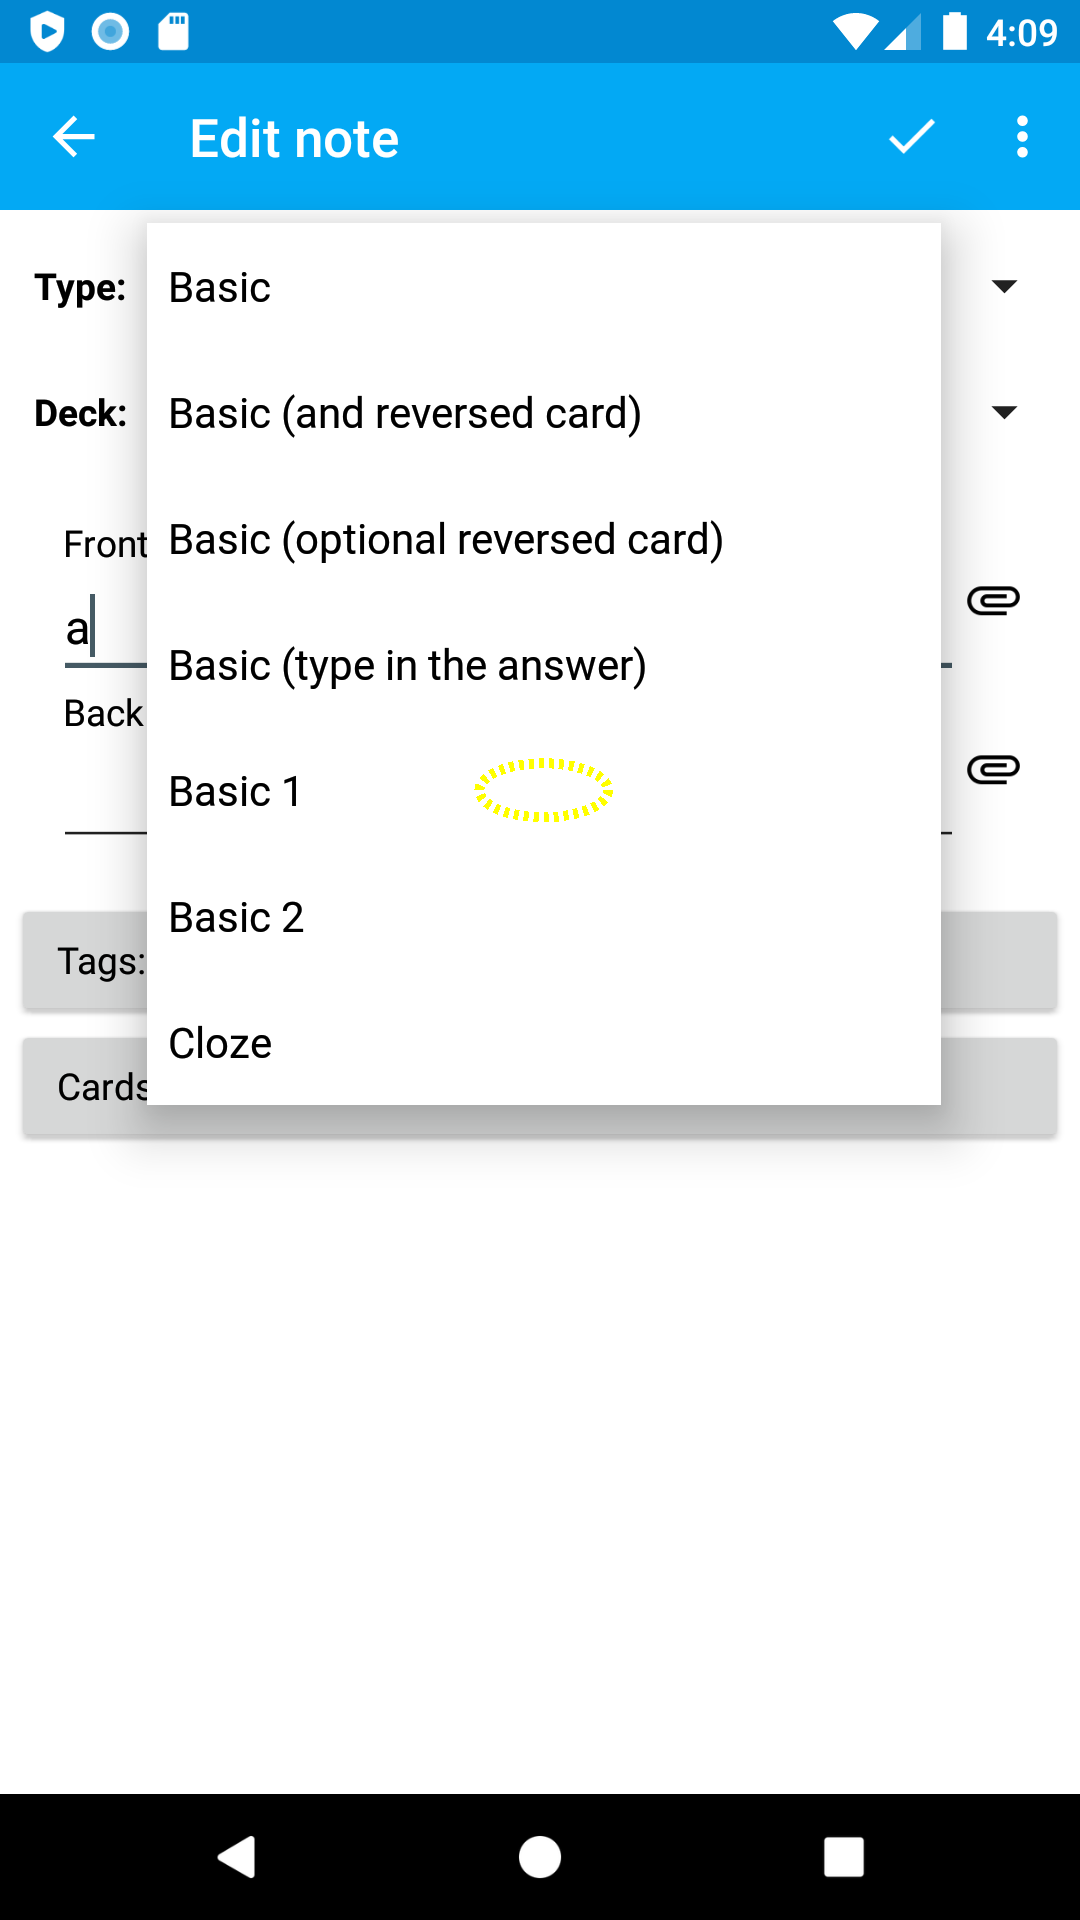 4:09
Edit note
Type:
Basic
Deck:
Basic (and reversed card)
Front
Basic (optional reversed card)
a
Basic (type in the answer)
Back
Basic 1
Basic 2
Tags:
Cloze
Cards